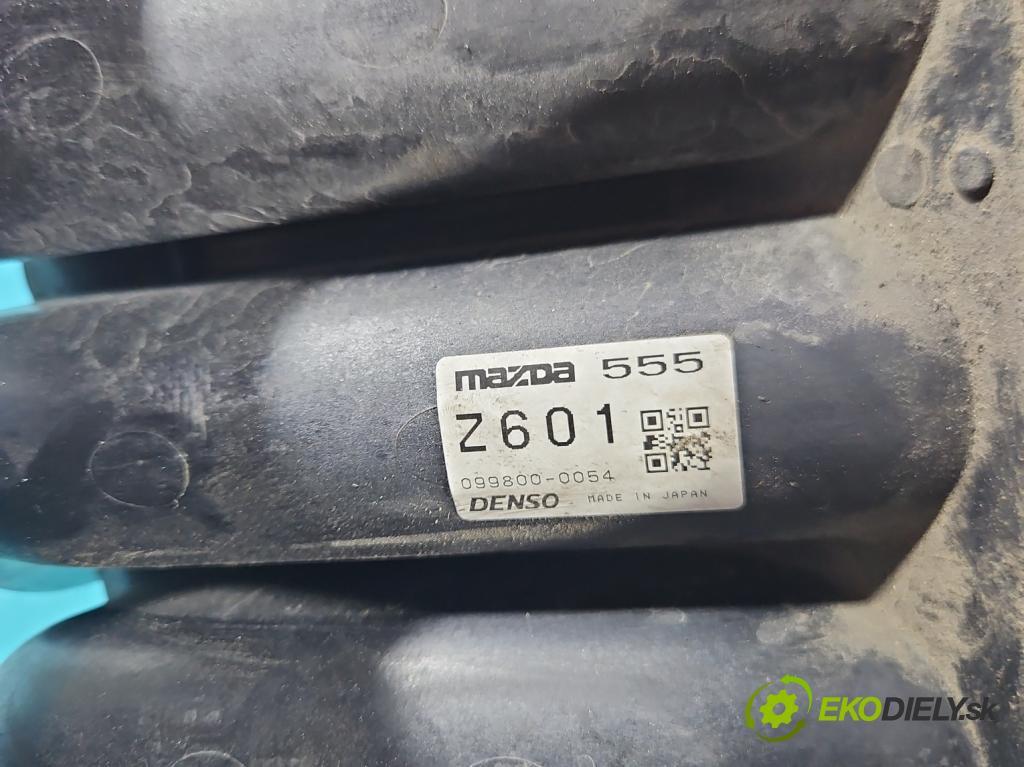 mazda 555
Z601
099800-0054
DENSO MADE IN JAPAN
EKODIELY.sk